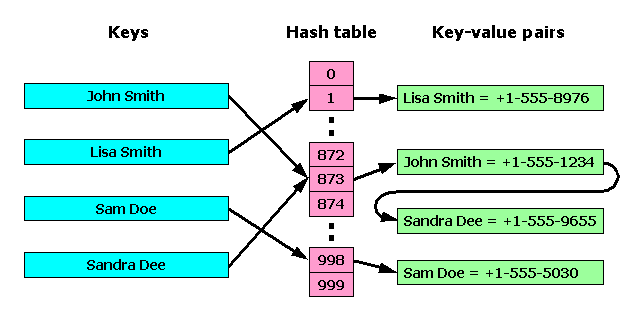 Keys
Hash table
Key-value pairs
John Smith
Lisa Smith
Sam Doe
Sandra Dee
0
1
872
873
874
998
999
Lisa Smith = +1-555-8976
John Smith = +1-555-1234
Sandra Dee = +1-555-9655
Sam Doe = +1-555-5030